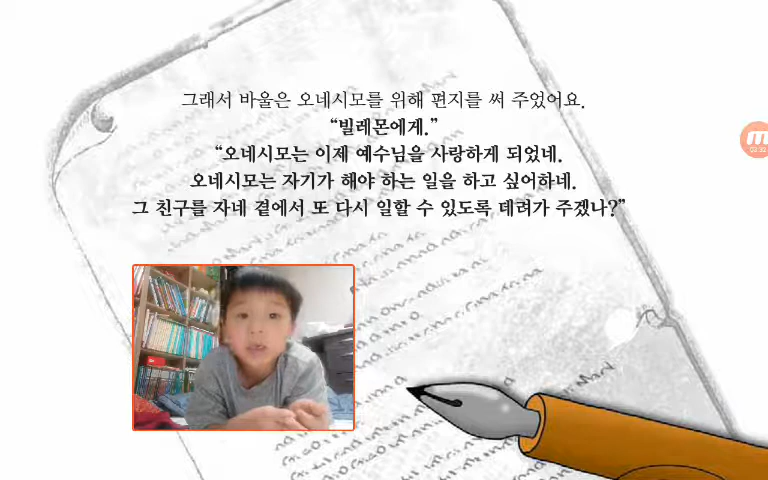 그래서 바울은 오네시모를 위해 편지를 써 주었어요.
“빌레몬에게.”
“오네시모는 이제 예수님을 사랑하게 되었네.
오네시모는 자기가 해야 하는 일을 하고 싶어하네.
그 친구를 자네 곁에서 또 다시 일할 수 있도록 데려가 주겠나?”